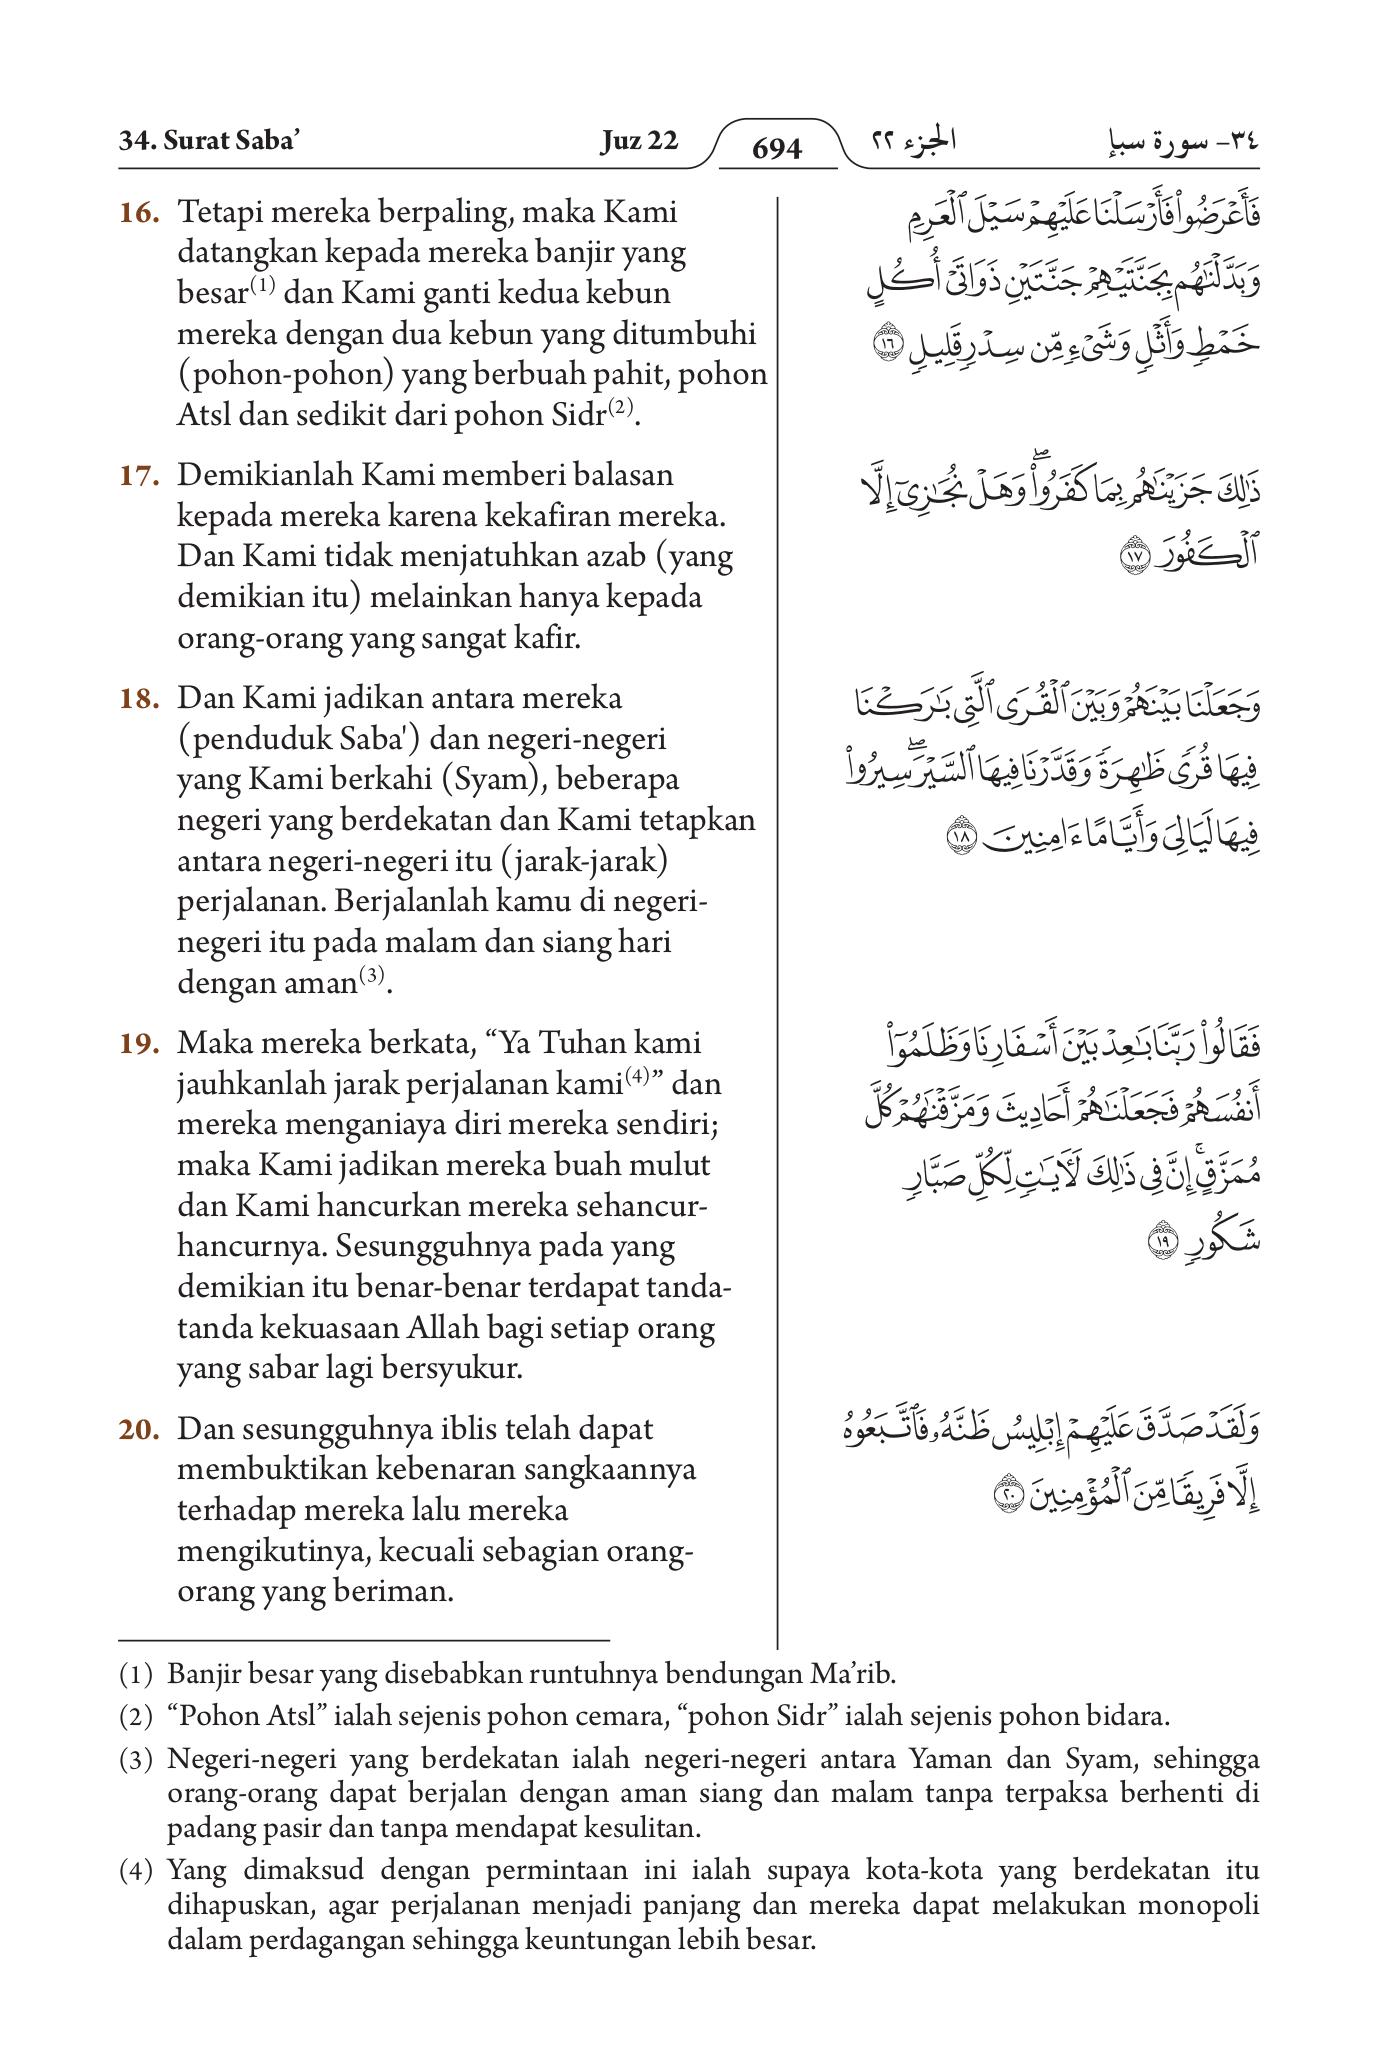 34. Surat Saba’ Juz 22 694 الجزء ٢٢ ٣٤– سورة سبإ
16. Tetapi mereka berpaling, maka Kami
datangkan kepada mereka banjir yang
besar(1) dan Kami ganti kedua kebun
mereka dengan dua kebun yang ditumbuhi
(pohon-pohon) yang berbuah pahit, pohon
Atsl dan sedikit dari pohon Sidr(2).
فَأَعۡرَضُواْ فَأَرۡسَلۡنَا عَلَيۡهِمۡ سَيۡلَ ٱلۡعَرِمِ
وَبَدَّلۡنَٰهُم بِجَنَّتَيۡهِمۡ جَنَّتَيۡنِ ذَوَاتَيۡ أُكُلٍ
خَمۡطٖ وَأَثۡلٖ وَشَيۡءٖ مِّن سِدۡرٖ قَلِيلٖ ١٦
17. Demikianlah Kami memberi balasan
kepada mereka karena kekafiran mereka.
Dan Kami tidak menjatuhkan azab (yang
demikian itu) melainkan hanya kepada
orang-orang yang sangat kafir.
ذَٰلِكَ جَزَيۡنَٰهُم بِمَا كَفَرُواْۖ وَهَلۡ نُجَٰزِيٓ إِلَّا
ٱلۡكَفُورَ ١٧
18. Dan Kami jadikan antara mereka
(penduduk Saba') dan negeri-negeri
yang Kami berkahi (Syam), beberapa
negeri yang berdekatan dan Kami tetapkan
antara negeri-negeri itu (jarak-jarak)
perjalanan. Berjalanlah kamu di negeri-
negeri itu pada malam dan siang hari
dengan aman(3).
وَجَعَلۡنَا بَيۡنَهُمۡ وَبَيۡنَ ٱلۡقُرَى ٱلَّتِي بَٰرَكۡنَا
فِيهَا قُرٗى ظَٰهِرَةٗ وَقَدَّرۡنَا فِيهَا ٱلسَّيۡرَۖ سِيرُواْ
فِيهَا لَيَالِيَ وَأَيَّامًا ءَامِنِينَ ١٨
19. Maka mereka berkata, “Ya Tuhan kami
jauhkanlah jarak perjalanan kami(4)” dan
mereka menganiaya diri mereka sendiri;
maka Kami jadikan mereka buah mulut
dan Kami hancurkan mereka sehancur-
hancurnya. Sesungguhnya pada yang
demikian itu benar-benar terdapat tanda-
tanda kekuasaan Allah bagi setiap orang
yang sabar lagi bersyukur.
فَقَالُواْ رَبَّنَا بَٰعِدۡ بَيۡنَ أَسۡفَارِنَا وَظَلَمُوٓاْ
أَنفُسَهُمۡ فَجَعَلۡنَٰهُمۡ أَحَادِيثَ وَمَزَّقۡنَٰهُمۡ كُلَّ
مُمَزَّقٍۚ إِنَّ فِي ذَٰلِكَ لَأٓيَٰتٖ لِّكُلِّ صَبَّارٖ
شَكُورٖ ١٩
20. Dan sesungguhnya iblis telah dapat
membuktikan kebenaran sangkaannya
terhadap mereka lalu mereka
mengikutinya, kecuali sebagian orang-
orang yang beriman.
وَلَقَدۡ صَدَّقَ عَلَيۡهِمۡ إِبۡلِيسُ ظَنَّهُۥ فَٱتَّبَعُوهُ
إِلَّا فَرِيقٗا مِّنَ ٱلۡمُؤۡمِنِينَ ٢٠
(1) Banjir besar yang disebabkan runtuhnya bendungan Ma’rib.
(2) “Pohon Atsl” ialah sejenis pohon cemara, “pohon Sidr” ialah sejenis pohon bidara.
(3) Negeri-negeri yang berdekatan ialah negeri-negeri antara Yaman dan Syam, sehingga
orang-orang dapat berjalan dengan aman siang dan malam tanpa terpaksa berhenti di
padang pasir dan tanpa mendapat kesulitan.
(4) Yang dimaksud dengan permintaan ini ialah supaya kota-kota yang berdekatan itu
dihapuskan, agar perjalanan menjadi panjang dan mereka dapat melakukan monopoli
dalam perdagangan sehingga keuntungan lebih besar.